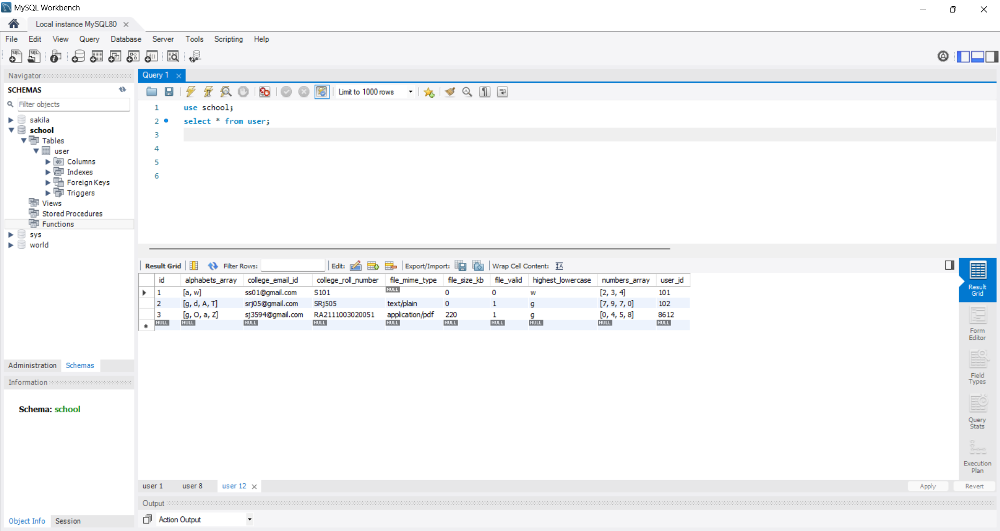 MySQL Workbench
Local instance MySQL80
File Edit View Query Database Server Tools Scripting Help
Navigator
Query 1
SCHEMAS
Limit to 1000 rows
Filter objects
1 use school;
2 select * from user;
3
4
5
6
sakila
school
Tables
user
Columns
Indexes
Foreign Keys
Triggers
Views
Stored Procedures
Functions
sys
world
Result Grid Filter Rows: Edit: Export/Import: Wrap Cell Content:
id alphabets_array college_email_id college_roll_number file_mime_type file_size_kb file_valid highest_lowercase numbers_array user_id
1 [a, w] ss01@gmail.com S101 NULL 0 0 w [2, 3, 4] 101
2 [g, d, A, T] srj05@gmail.com SRj505 text/plain 0 1 g [7, 9, 7, 0] 102
3 [g, O, a, Z] sj3594@gmail.com RA2111003020051 application/pdf 220 1 g [0, 4, 5, 8] 8612
NULL NULL NULL NULL NULL NULL NULL NULL NULL NULL
Result
Grid
Form
Editor
Field
Types
Query
Stats
Execution
Plan
Administration Schemas
Information
Schema: school
user 1 user 8 user 12
Apply Revert
Output
Object Info Session
Action Output